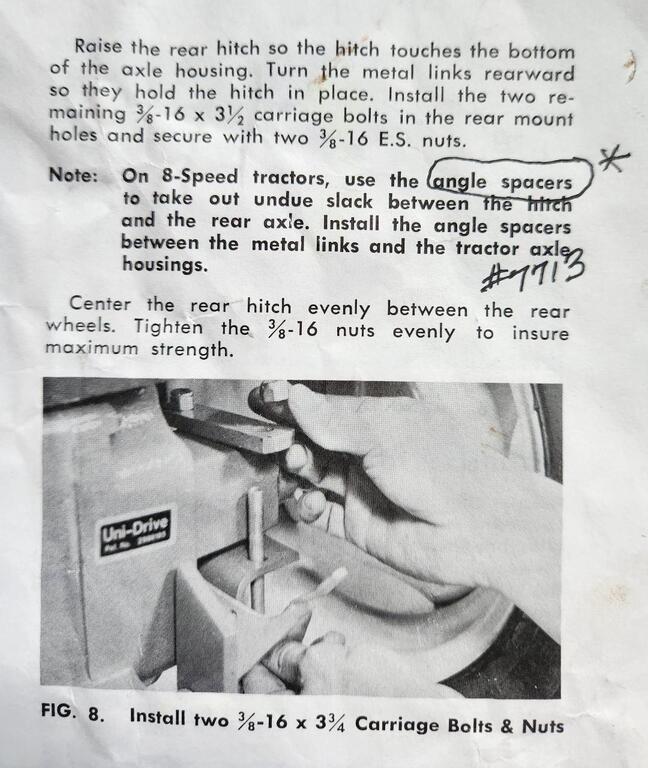 Raise the rear hitch so the hitch touches the bottom
of the axle housing. Turn the metal links rearward
so they hold the hitch in place. Install the two re-
maining ⅜-16 x 3½ carriage bolts in the rear mount
holes and secure with two ⅜-16 E.S. nuts.
Note: On 8-Speed tractors, use the angle spacers *
to take out undue slack between the hitch
and the rear axle. Install the angle spacers
between the metal links and the tractor axle
housings.
#7713
Center the rear hitch evenly between the rear
wheels. Tighten the ⅜-16 nuts evenly to insure
maximum strength.
Uni-Drive
Pat. No.
FIG. 8. Install two ⅜-16 x 3¾ Carriage Bolts & Nuts